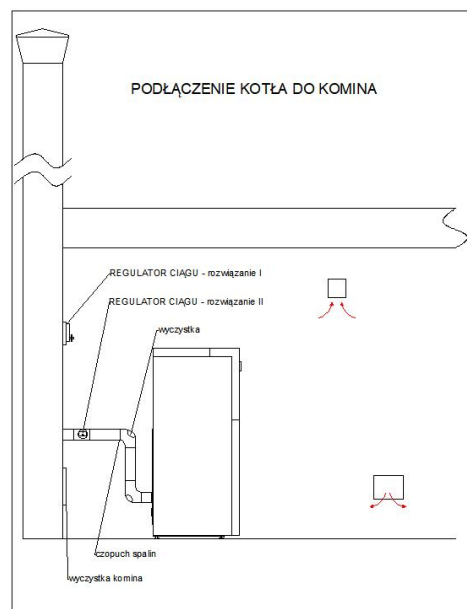 PODŁĄCZENIE KOTŁA DO KOMINA
REGULATOR CIĄGU - rozwiązanie I
REGULATOR CIĄGU - rozwiązanie II
wyczystka
czopuch spalin
wyczystka komina